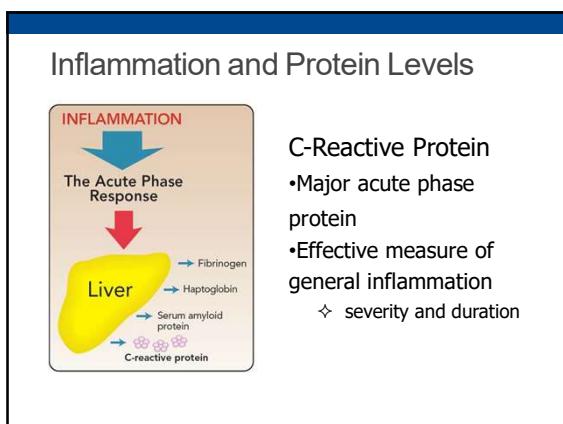 Inflammation and Protein Levels
INFLAMMATION
The Acute Phase
Response
Liver
Fibrinogen
Haptoglobin
Serum amyloid
protein
C-reactive protein
C-Reactive Protein
•Major acute phase
protein
•Effective measure of
general inflammation
✧ severity and duration